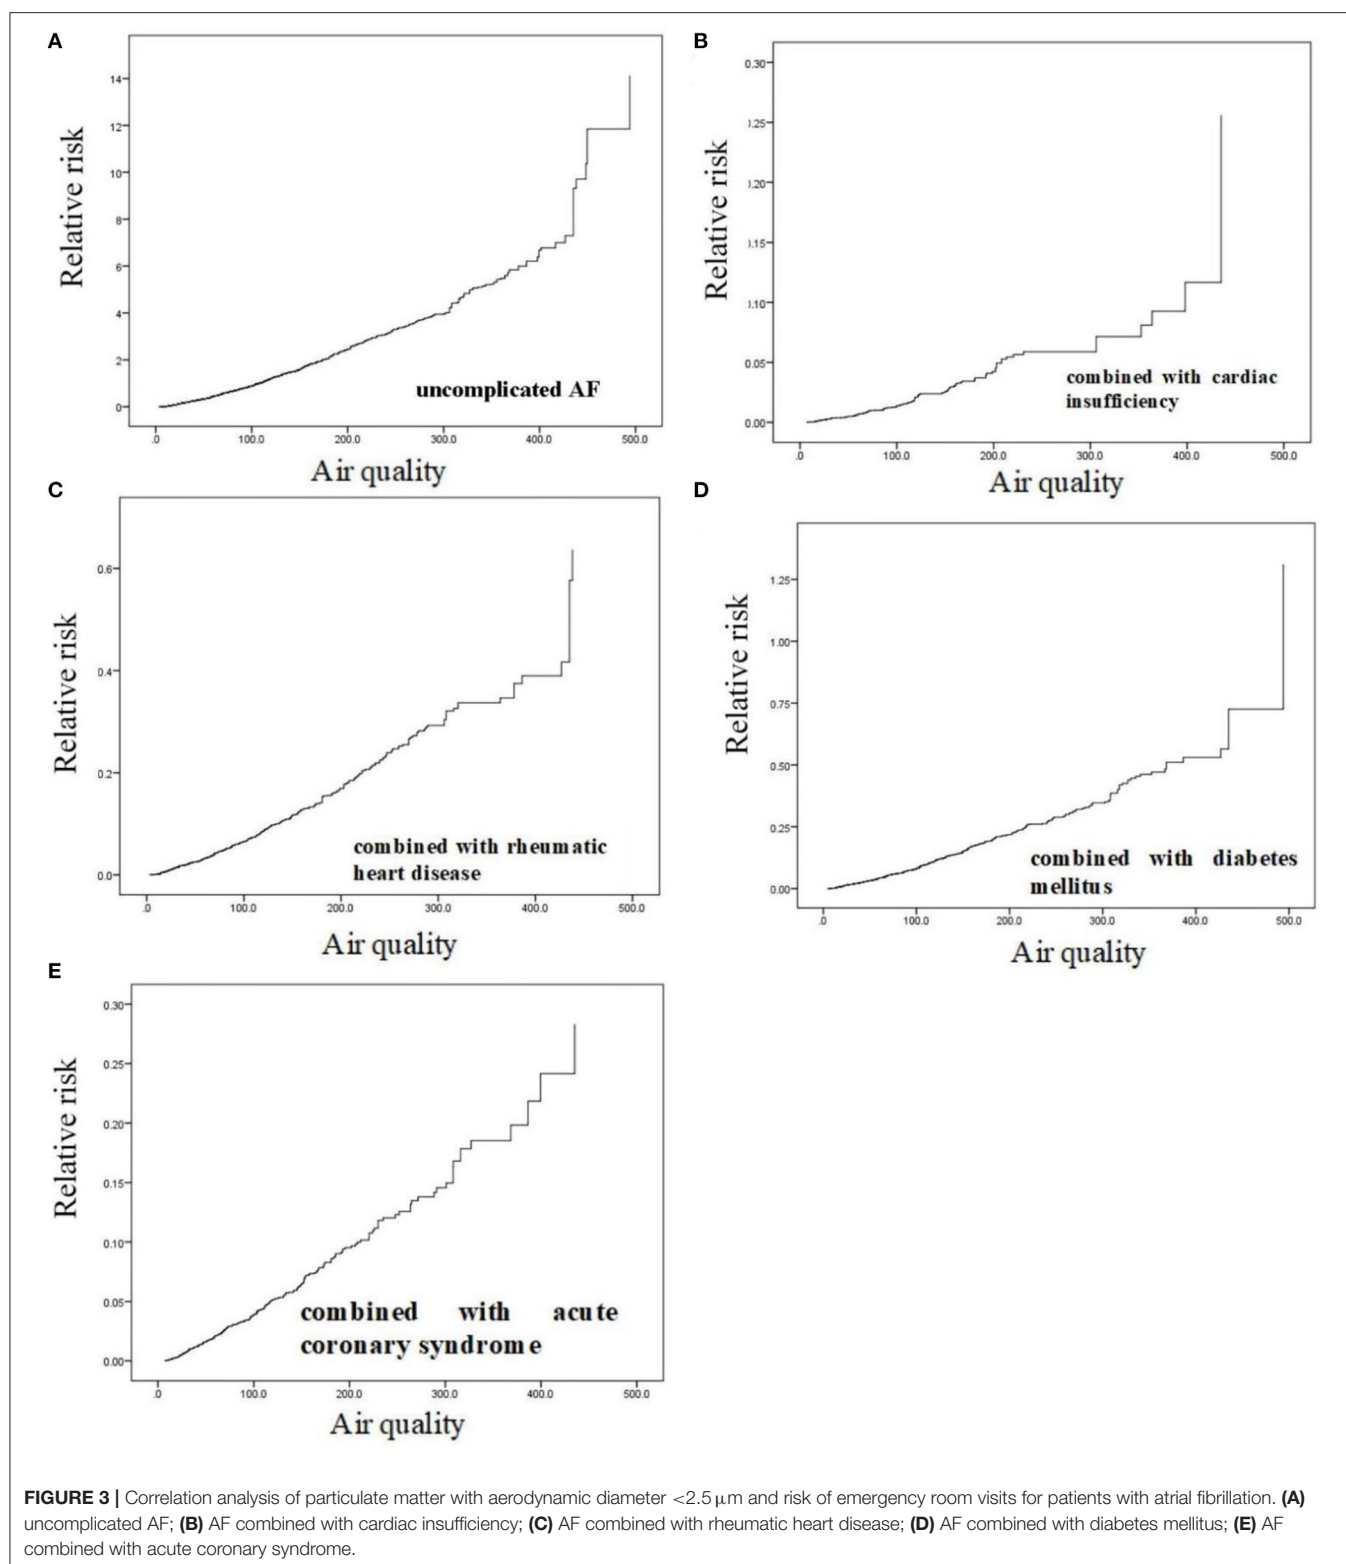 A
Relative risk
14
12
10
8
6
4
2
0
uncomplicated AF
.0 100.0 200.0 300.0 400.0 500.0
Air quality
B
Relative risk
0.30
).25
).20
).15
).10
0.05
0.00
combined with cardiac
insufficiency
.0 100.0 200.0 300.0 400.0 500.0
Air quality
C
Relative risk
0.6
0.4
0.2
0.0
combined with rheumatic
heart disease
.0 100.0 200.0 300.0 400.0 500.0
Air quality
D
Relative risk
1.25
1.00
0.75
0.50
0.25
0.00
combined with diabetes
mellitus
.0 100.0 200.0 300.0 400.0 500.0
Air quality
E
Relative risk
0.30
0.25
0.20
0.15
0.10
0.05
0.00
combined with acute
coronary syndrome
.0 100.0 200.0 300.0 400.0 500.0
Air quality
FIGURE 3 | Correlation analysis of particulate matter with aerodynamic diameter <2.5 μm and risk of emergency room visits for patients with atrial fibrillation. (A)
uncomplicated AF; (B) AF combined with cardiac insufficiency; (C) AF combined with rheumatic heart disease; (D) AF combined with diabetes mellitus; (E) AF
combined with acute coronary syndrome.